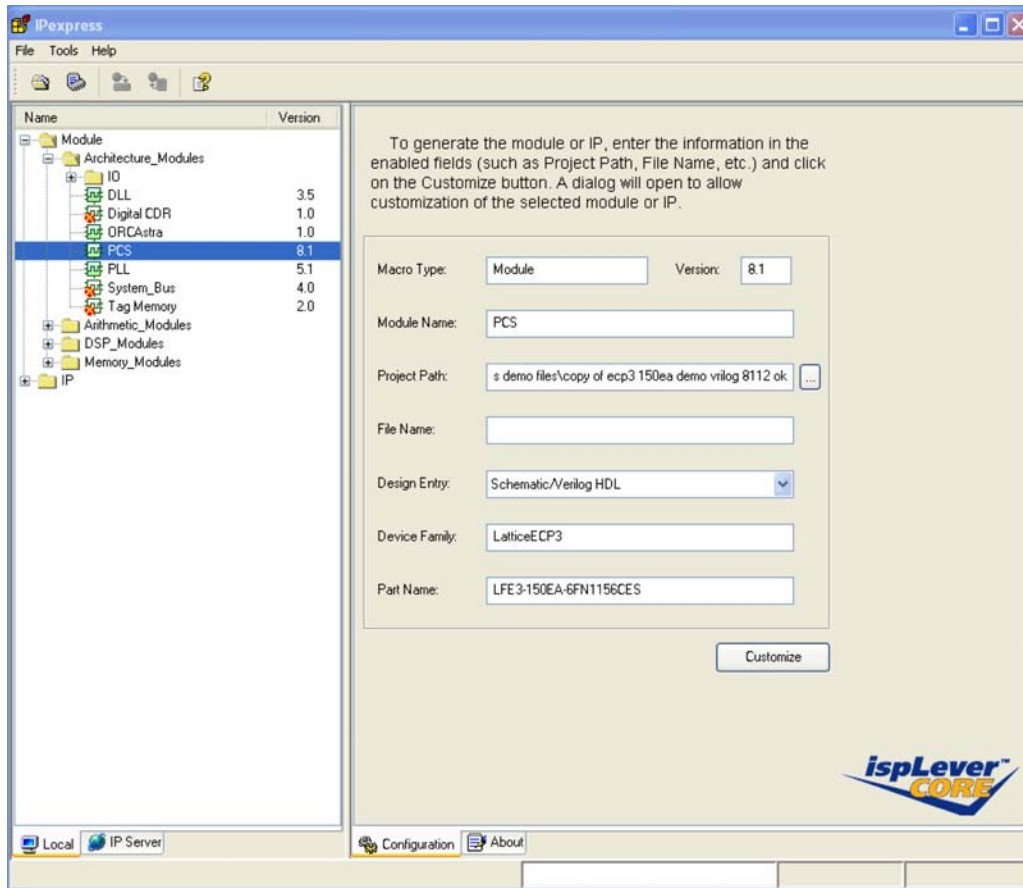 IPexpress
File Tools Help
Name Version
Module
Architecture_Modules
IO
DLL 3.5
Digital CDR 1.0
ORCAstra 1.0
PCS 8.1
PLL 5.1
System_Bus 4.0
Tag Memory 2.0
Arithmetic_Modules
DSP_Modules
Memory_Modules
IP
To generate the module or IP, enter the information in the
enabled fields (such as Project Path, File Name, etc.) and click
on the Customize button. A dialog will open to allow
customization of the selected module or IP.
Macro Type: Module Version: 8.1
Module Name: PCS
Project Path: s demo files\copy of ecp3 150ea demo vrilog 8112 ok ...
File Name:
Design Entry: Schematic/Verilog HDL
Device Family: LatticeECP3
Part Name: LFE3-150EA-6FN1156CES
Customize
ispLever™
CORE
Local IP Server
Configuration About